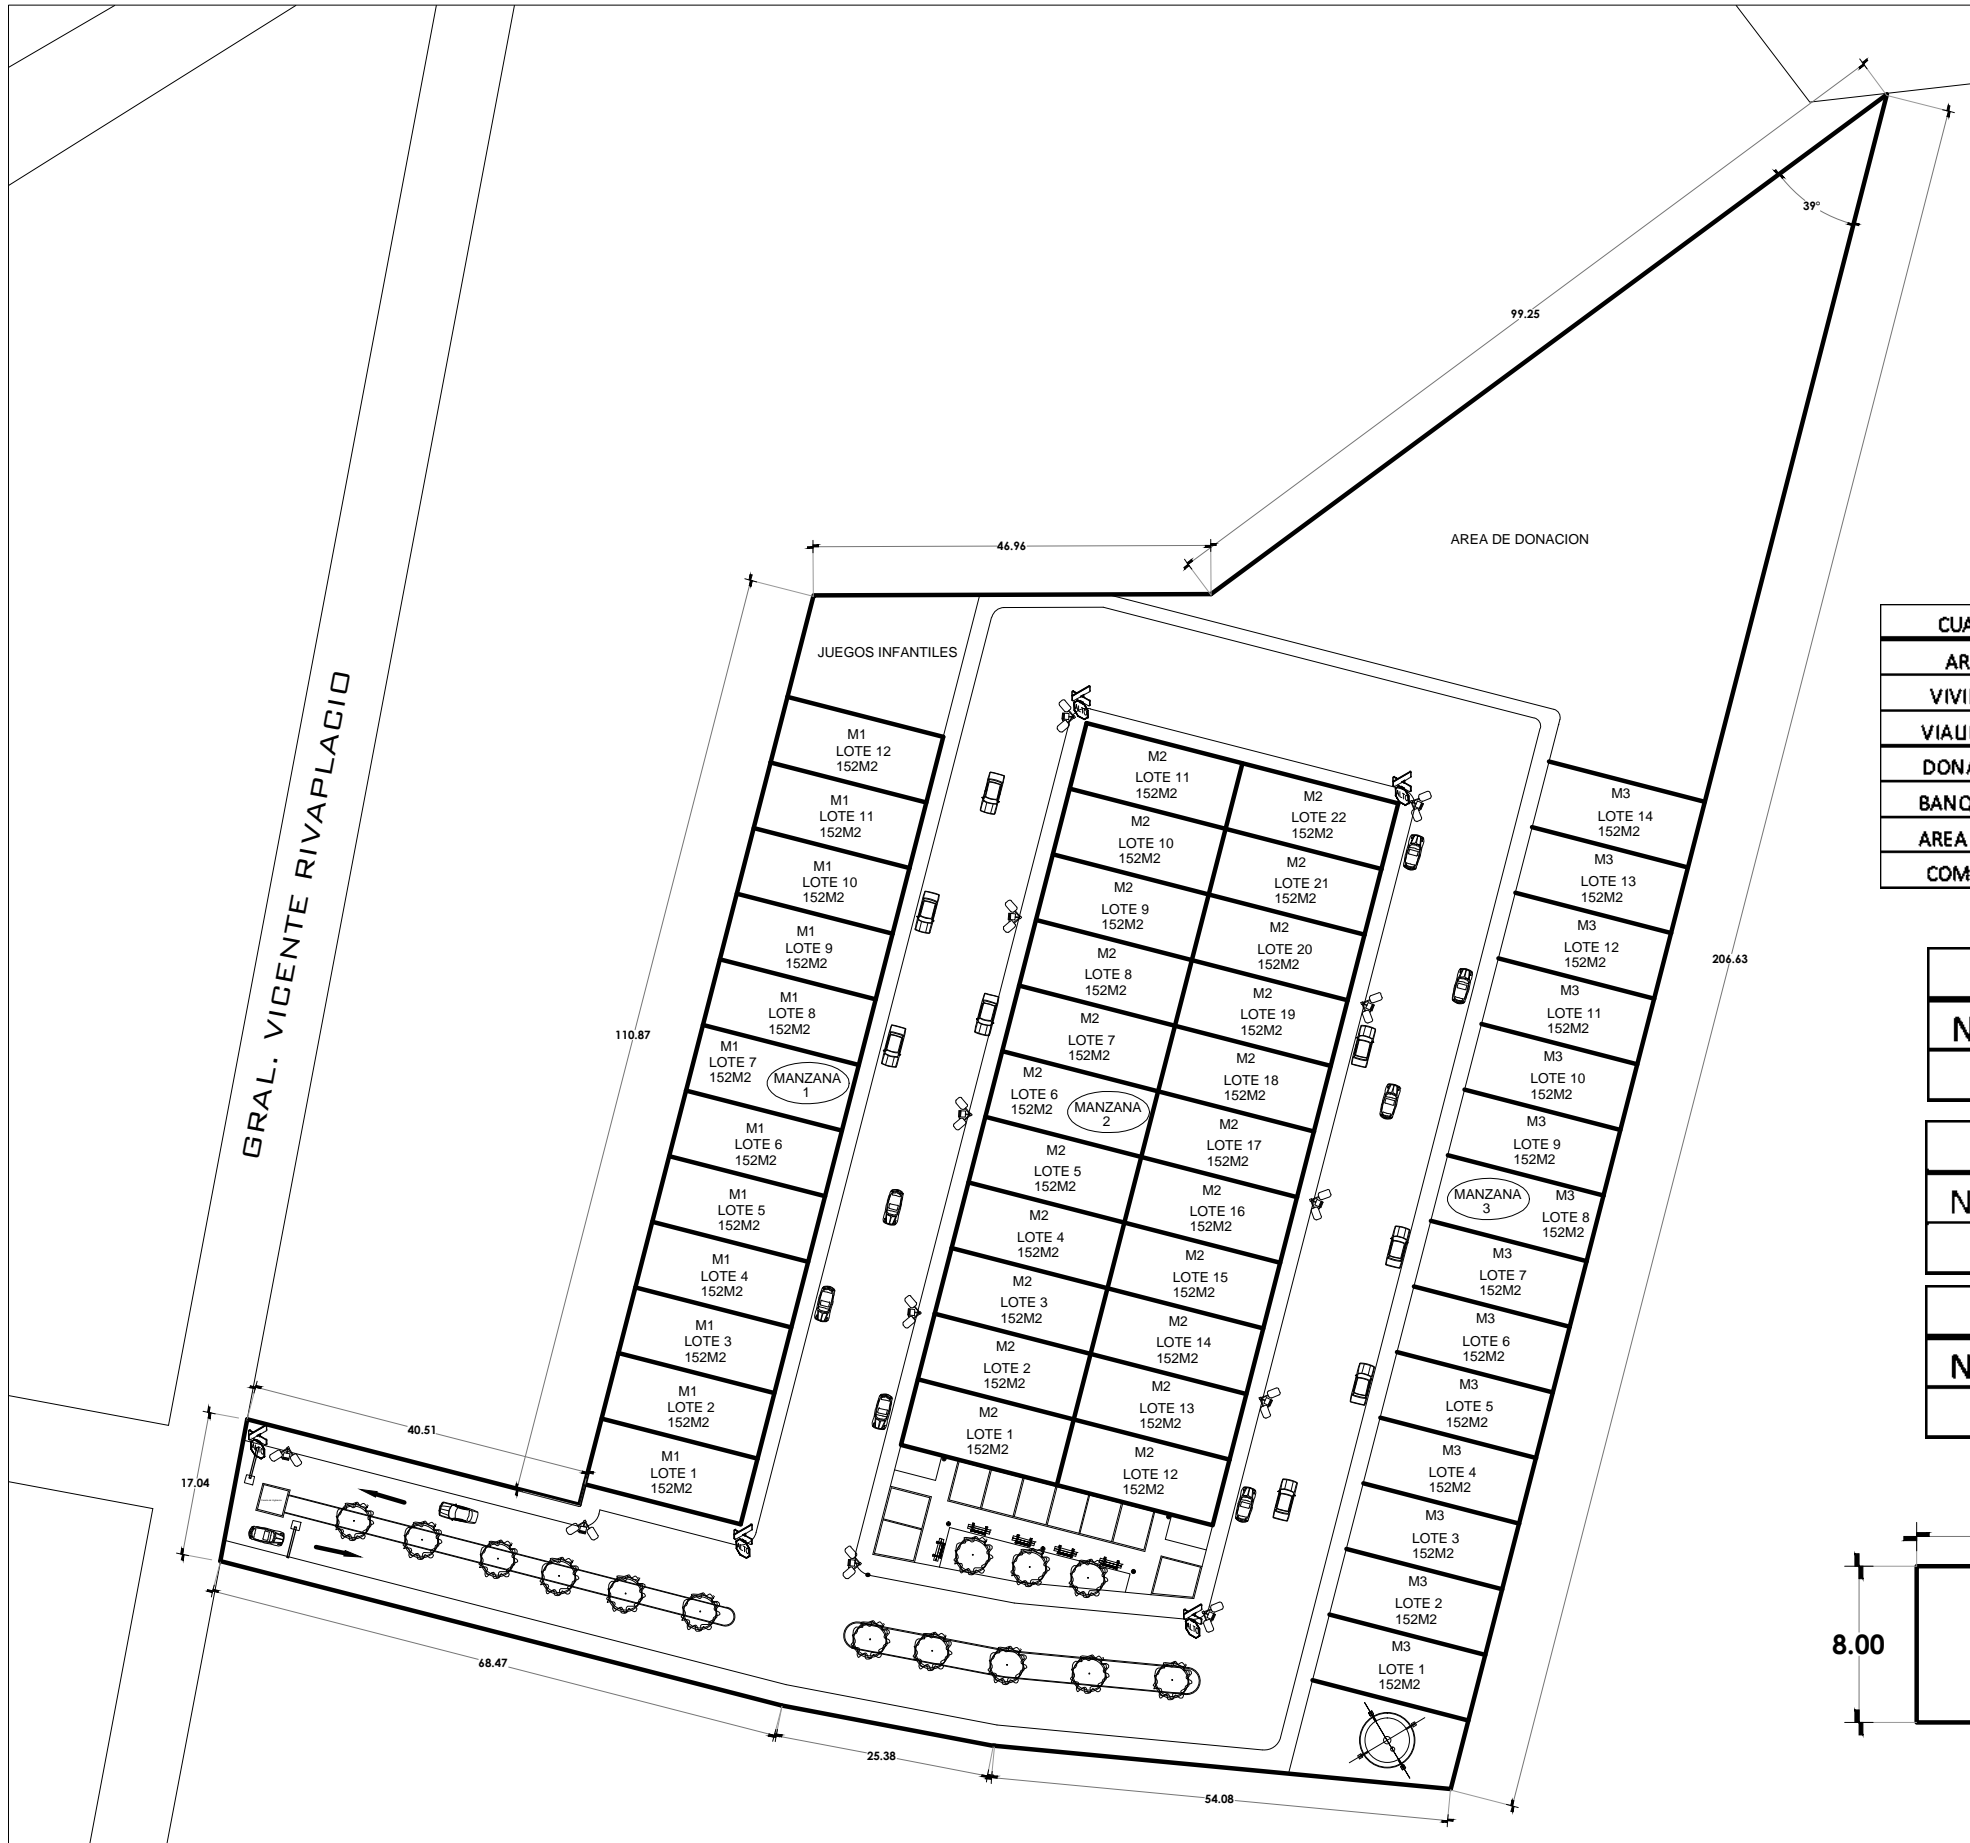 39°
99.25
AREA DE DONACION
46.96
JUEGOS INFANTILES
206.63
110.87
GRAL. VICENTE RIVAPLACIO
M1
LOTE 12
152M2
M1
LOTE 11
152M2
M1
LOTE 10
152M2
M1
LOTE 9
152M2
M1
LOTE 8
152M2
M1
LOTE 7
152M2
MANZANA
1
M1
LOTE 6
152M2
M1
LOTE 5
152M2
M1
LOTE 4
152M2
M1
LOTE 3
152M2
M1
LOTE 2
152M2
M1
LOTE 1
152M2
ALTO
M2
LOTE 11
152M2
M2
LOTE 10
152M2
M2
LOTE 9
152M2
M2
LOTE 8
152M2
M2
LOTE 7
152M2
M2
LOTE 6
152M2
MANZANA
2
M2
LOTE 5
152M2
M2
LOTE 4
152M2
M2
LOTE 3
152M2
M2
LOTE 2
152M2
M2
LOTE 1
152M2
ALTO
M2
LOTE 22
152M2
M2
LOTE 21
152M2
M2
LOTE 20
152M2
M2
LOTE 19
152M2
M2
LOTE 18
152M2
M2
LOTE 17
152M2
M2
LOTE 16
152M2
M2
LOTE 15
152M2
M2
LOTE 14
152M2
M2
LOTE 13
152M2
M2
LOTE 12
152M2
M3
LOTE 14
152M2
M3
LOTE 13
152M2
M3
LOTE 12
152M2
M3
LOTE 11
152M2
M3
LOTE 10
152M2
M3
LOTE 9
152M2
MANZANA
3
M3
LOTE 8
152M2
M3
LOTE 7
152M2
M3
LOTE 6
152M2
M3
LOTE 5
152M2
M3
LOTE 4
152M2
M3
LOTE 3
152M2
M3
LOTE 2
152M2
M3
LOTE 1
152M2
40.51
17.04
68.47
25.38
54.08
CUA
AR
VIVI
VIALI
DONA
BANQ
AREA
COM
N
N
N
8.00